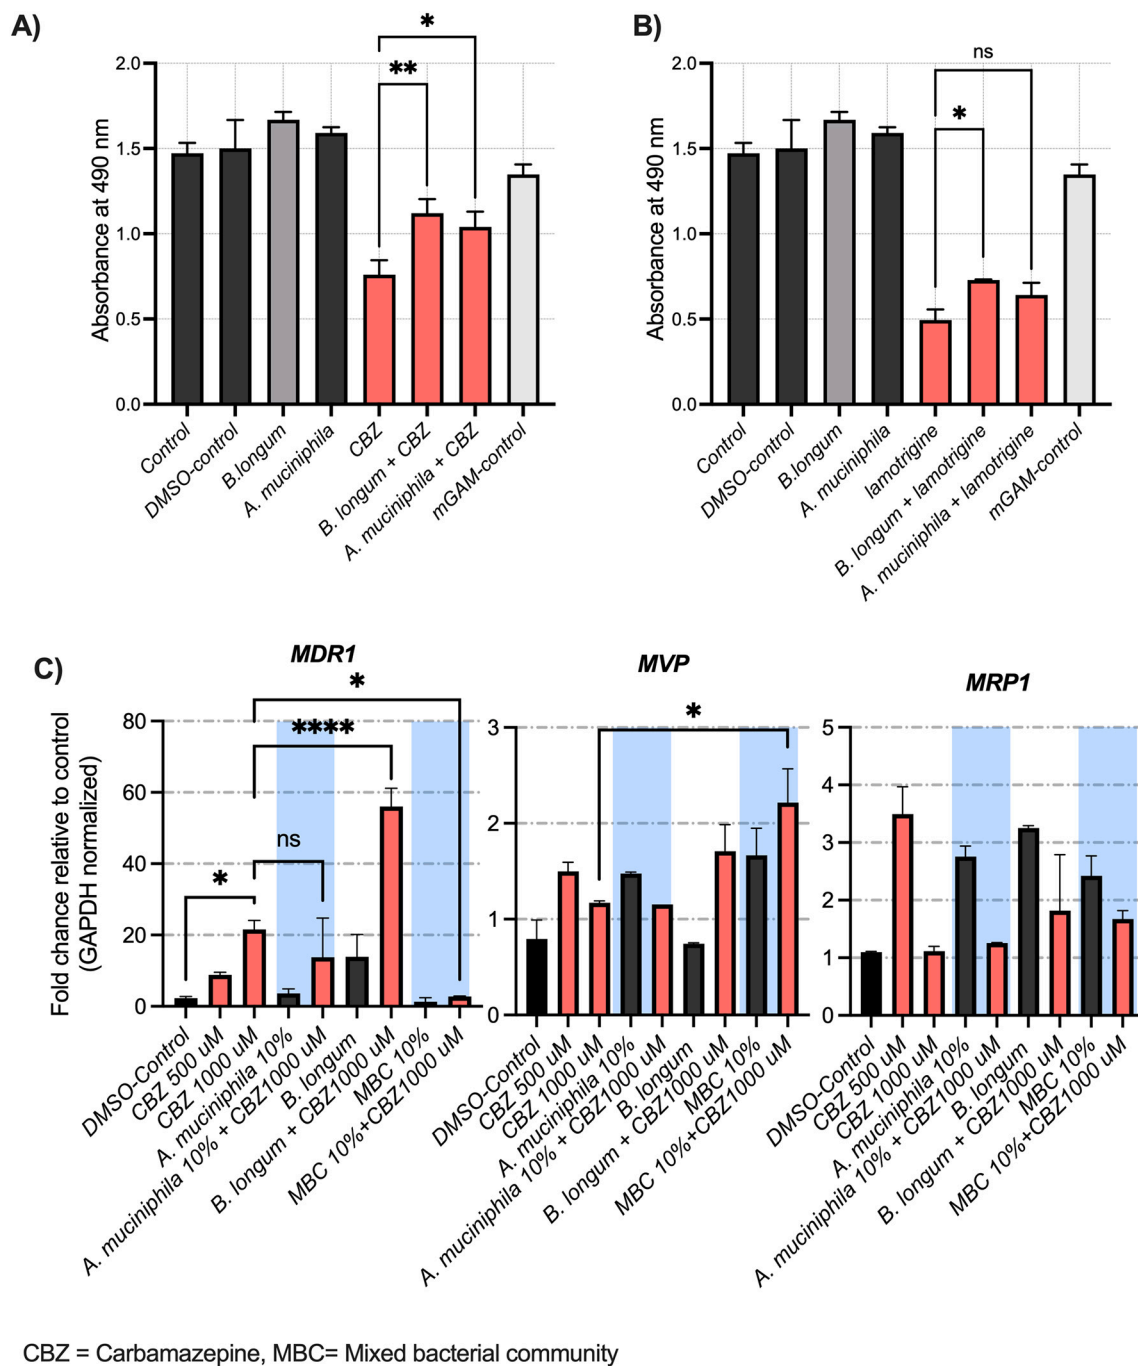 A)
*
**
2.0
1.5
1.0
0.5
0.0
Absorbance at 490 nm
Control
DMSO-control
B.longum
A. muciniphila
CBZ
B. longum + CBZ
A. muciniphila + CBZ
mGAM-control
B)
ns
*
2.0
1.5
1.0
0.5
0.0
Absorbance at 490 nm
Control
DMSO-control
B.longum
A. muciniphila
lamotrigine
B. longum + lamotrigine
A. muciniphila + lamotrigine
mGAM-control
C)
MDR1
*
****
ns
*
80
60
40
20
0
Fold chance relative to control
(GAPDH normalized)
DMSO-Control
CBZ 500 uM
CBZ 1000 uM
A. muciniphila 10%
A. muciniphila 10% + CBZ1000 uM
B. longum
B. longum + CBZ1000 uM
MBC 10%
MBC 10%+CBZ1000 uM
MVP
*
3
2
1
0
DMSO-Control
CBZ 500 uM
CBZ 1000 uM
A. muciniphila 10%
A. muciniphila 10% + CBZ1000 uM
B. longum
B. longum + CBZ1000 uM
MBC 10%
MBC 10%+CBZ1000 uM
MRP1
5
4
3
2
1
0
DMSO-Control
CBZ 500 uM
CBZ 1000 uM
A. muciniphila 10%
A. muciniphila 10% + CBZ1000 uM
B. longum
B. longum + CBZ1000 uM
MBC 10%
MBC 10%+CBZ1000 uM
CBZ = Carbamazepine, MBC= Mixed bacterial community